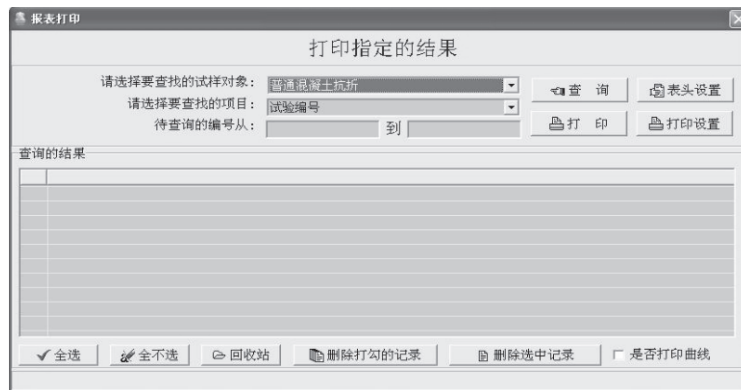 报表打印
打印指定的结果
请选择要查找的试样对象: 普通混凝土抗折 查 询 表头设置
请选择要查找的项目: 试验编号
待查询的编号从: 到 打 印 打印设置
查询的结果
全选 全不选 回收站 删除打勾的记录 删除选中记录 是否打印曲线